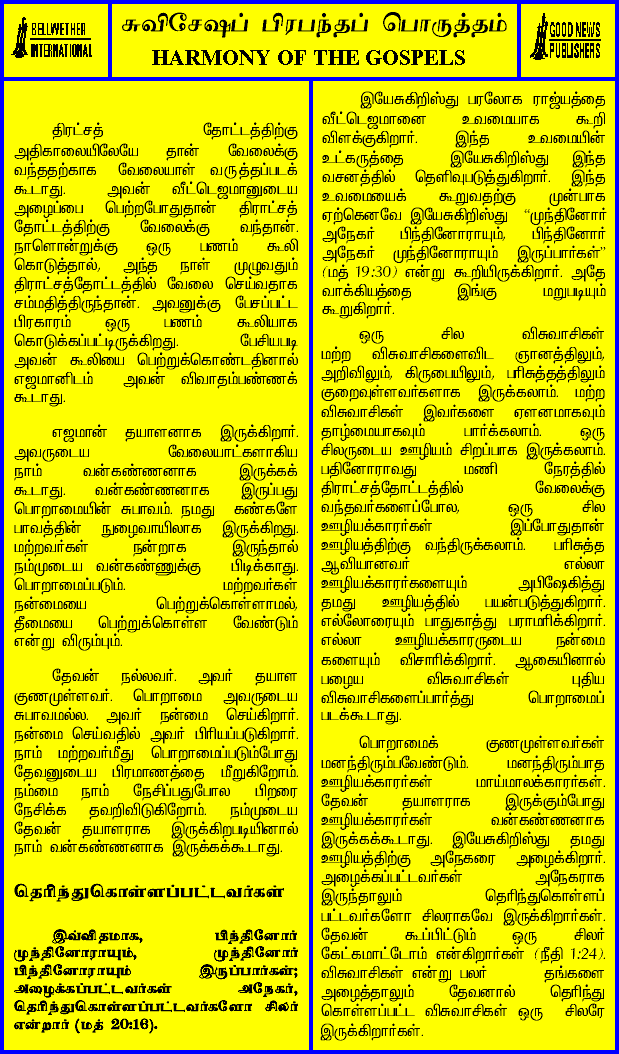 BELLWETHER
INTERNATIONAL
சுவிசேஷப் பிரபந்தப் பொருத்தம்
HARMONY OF THE GOSPELS
GOOD NEWS
PUBLISHERS
திரட்சத் தோட்டத்திற்கு
அதிகாலையிலேயே தான் வேலைக்கு
வந்ததற்காக வேலையாள் வருத்தப்படக்
கூடாது. அவன் வீட்டெஜமானுடைய
அழைப்பை பெற்றபோதுதான் திராட்சத்
தோட்டத்திற்கு வேலைக்கு வந்தான்.
நாளொன்றுக்கு ஒரு பணம் கூலி
கொடுத்தால், அந்த நாள் முழுவதும்
திராட்சத்தோட்டத்தில் வேலை செய்வதாக
சம்மதித்திருந்தான். அவனுக்கு பேசப்பட்ட
பிரகாரம் ஒரு பணம் கூலியாக
கொடுக்கப்பட்டிருக்கிறது. பேசியபடி
அவன் கூலியை பெற்றுக்கொண்டதினால்
எஜமானிடம் அவன் விவாதம்பண்ணக்
கூடாது.
எஜமான் தயாளனாக இருக்கிறார்.
அவருடைய வேலையாட்களாகிய
நாம் வன்கண்ணனாக இருக்கக்
கூடாது. வன்கண்ணனாக இருப்பது
பொறாமையின் சுபாவம். நமது கண்களே
பாவத்தின் நுழைவாயிலாக இருக்கிறது.
மற்றவர்கள் நன்றாக இருந்தால்
நம்முடைய வன்கண்ணுக்கு பிடிக்காது.
பொறாமைப்படும். மற்றவர்கள்
நன்மையை பெற்றுக்கொள்ளாமல்,
தீமையை பெற்றுக்கொள்ள வேண்டும்
என்று விரும்பும்.
தேவன் நல்லவர். அவர் தயாள
குணமுள்ளவர். பொறாமை அவருடைய
சுபாவமல்ல. அவர் நன்மை செய்கிறார்.
நன்மை செய்வதில் அவர் பிரியப்படுகிறார்.
நாம் மற்றவர்மீது பொறாமைப்படும்போது
தேவனுடைய பிரமாணத்தை மீறுகிறோம்.
நம்மை நாம் நேசிப்பதுபோல பிறரை
நேசிக்க தவறிவிடுகிறோம். நம்முடைய
தேவன் தயாளராக இருக்கிறபடியினால்
நாம் வன்கண்ணனாக இருக்கக்கூடாது.
தெரிந்துகொள்ளப்பட்டவர்கள்
இவ்விதமாக, பிந்தினோர்
முந்தினோராயும், முந்தினோர்
பிந்தினோராயும் இருப்பார்கள்;
அழைக்கப்பட்டவர்கள் அநேகர்,
தெரிந்துகொள்ளப்பட்டவர்களோ சிலர்
என்றார் (மத் 20:16).
இயேசுகிறிஸ்து பரலோக ராஜ்யத்தை
வீட்டெஜமானை உவமையாக கூறி
விளக்குகிறார். இந்த உவமையின்
உட்கருத்தை இயேசுகிறிஸ்து இந்த
வசனத்தில் தெளிவுபடுத்துகிறார். இந்த
உவமையைக் கூறுவதற்கு முன்பாக
ஏற்கெனவே இயேசுகிறிஸ்து "முந்தினோர்
அநேகர் பிந்தினோராயும், பிந்தினோர்
அநேகர் முந்தினோராயும் இருப்பார்கள்"
(மத் 19:30) என்று கூறியிருக்கிறார். அதே
வாக்கியத்தை இங்கு மறுபடியும்
கூறுகிறார்.
ஒரு சில விசுவாசிகள்
மற்ற விசுவாசிகளைவிட ஞானத்திலும்,
அறிவிலும், கிருபையிலும், பரிசுத்தத்திலும்
குறைவுள்ளவர்களாக இருக்கலாம். மற்ற
விசுவாசிகள் இவர்களை ஏளனமாகவும்
தாழ்மையாகவும் பார்க்கலாம். ஒரு
சிலருடைய ஊழியம் சிறப்பாக இருக்கலாம்.
பதினோராவது மணி நேரத்தில்
திராட்சத்தோட்டத்தில் வேலைக்கு
வந்தவர்களைப்போல, ஒரு சில
ஊழியக்காரர்கள் இப்போதுதான்
ஊழியத்திற்கு வந்திருக்கலாம். பரிசுத்த
ஆவியானவர் எல்லா
ஊழியக்காரர்களையும் அபிஷேகித்து
தமது ஊழியத்தில் பயன்படுத்துகிறார்.
எல்லோரையும் பாதுகாத்து பராமரிக்கிறார்.
எல்லா ஊழியக்காரருடைய நன்மை
களையும் விசாரிக்கிறார். ஆகையினால்
பழைய விசுவாசிகள் புதிய
விசுவாசிகளைப்பார்த்து பொறாமைப்
படக்கூடாது.
பொறாமைக் குணமுள்ளவர்கள்
மனந்திரும்பவேண்டும். மனந்திரும்பாத
ஊழியக்காரர்கள் மாய்மாலக்காரர்கள்.
தேவன் தயாளராக இருக்கும்போது
ஊழியக்காரர்கள் வன்கண்ணனாக
இருக்கக்கூடாது. இயேசுகிறிஸ்து தமது
ஊழியத்திற்கு அநேகரை அழைக்கிறார்.
அழைக்கப்பட்டவர்கள் அநேகராக
இருந்தாலும் தெரிந்துகொள்ளப்
பட்டவர்களோ சிலராகவே இருக்கிறார்கள்.
தேவன் கூப்பிட்டும் ஒரு சிலர்
கேட்கமாட்டோம் என்கிறார்கள் (நீதி 1:24).
விசுவாசிகள் என்று பலர் தங்களை
அழைத்தாலும் தேவனால் தெரிந்து
கொள்ளப்பட்ட விசுவாசிகள் ஒரு சிலரே
இருக்கிறார்கள்.